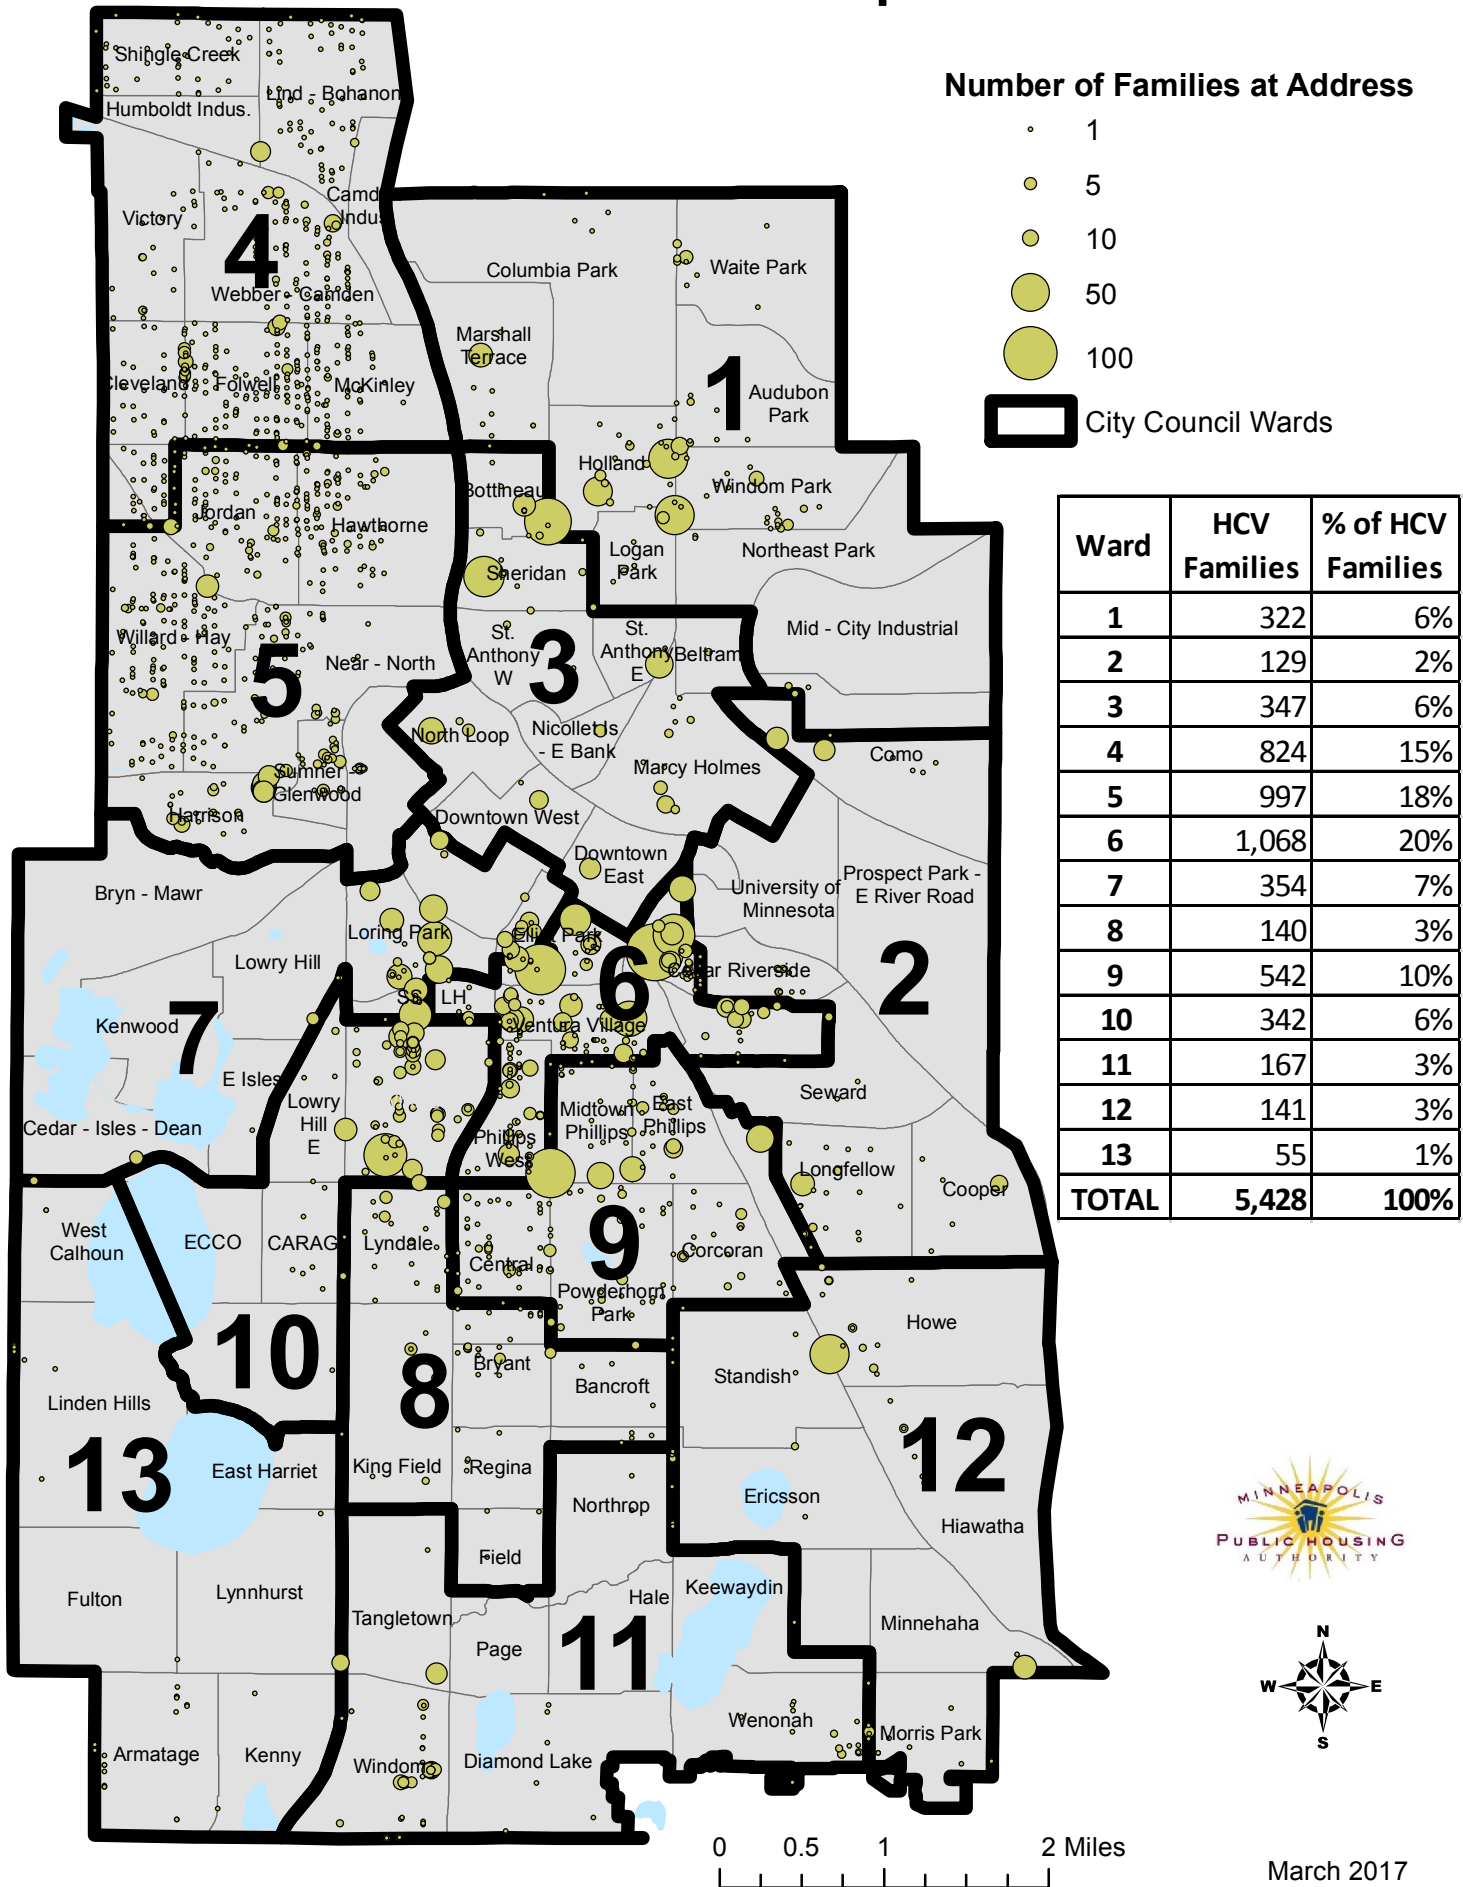 Number of Families at Address
1
5
10
50
100
City Council Wards
Ward HCV Families % of HCV Families
1 322 6%
2 129 2%
3 347 6%
4 824 15%
5 997 18%
6 1,068 20%
7 354 7%
8 140 3%
9 542 10%
10 342 6%
11 167 3%
12 141 3%
13 55 1%
TOTAL 5,428 100%
Shingle Creek
Lind - Bohanon
Humboldt Indus.
Camd
Indus
Victory
4
Webber - Camden
Cleveland
Folwell
McKinley
Columbia Park
Waite Park
Marshall
Terrace
1
Audubon
Park
Holland
Bottineau
Windom Park
Jordan
Hawthorne
Logan
Park
Northeast Park
Sheridan
Willard - Hay
5
Near - North
St.
Anthony
W
3
St.
Anthony
E
Beltram
Mid - City Industrial
North Loop
Nicollet Is
- E Bank
Marcy Holmes
Como
Sumner -
Glenwood
Harrison
Downtown West
Downtown
East
Bryn - Mawr
University of
Minnesota
Prospect Park -
E River Road
Loring Park
Elliot Park
Lowry Hill
6
Cedar Riverside
2
SS
LH
Kenwood
7
Ventura Village
E Isles
Lowry
Hill
E
Seward
Midtown
Phillips
East
Phillips
Cedar - Isles - Dean
Phillips
West
Longfellow
Cooper
West
Calhoun
ECCO
CARAG
Lyndale
Central
9
Corcoran
Powderhorn
Park
10
Howe
8
Bryant
Standish
Bancroft
Linden Hills
13
East Harriet
King Field
Regina
12
Northrop
Ericsson
Hiawatha
Field
Fulton
Lynnhurst
Hale
Keewaydin
Tangletown
Page
11
Minnehaha
Wenonah
Morris Park
Armatage
Kenny
Windom
Diamond Lake
MINNEAPOLIS
PUBLIC HOUSING
AUTHORITY
N
W E
S
0 0.5 1 2 Miles
March 2017